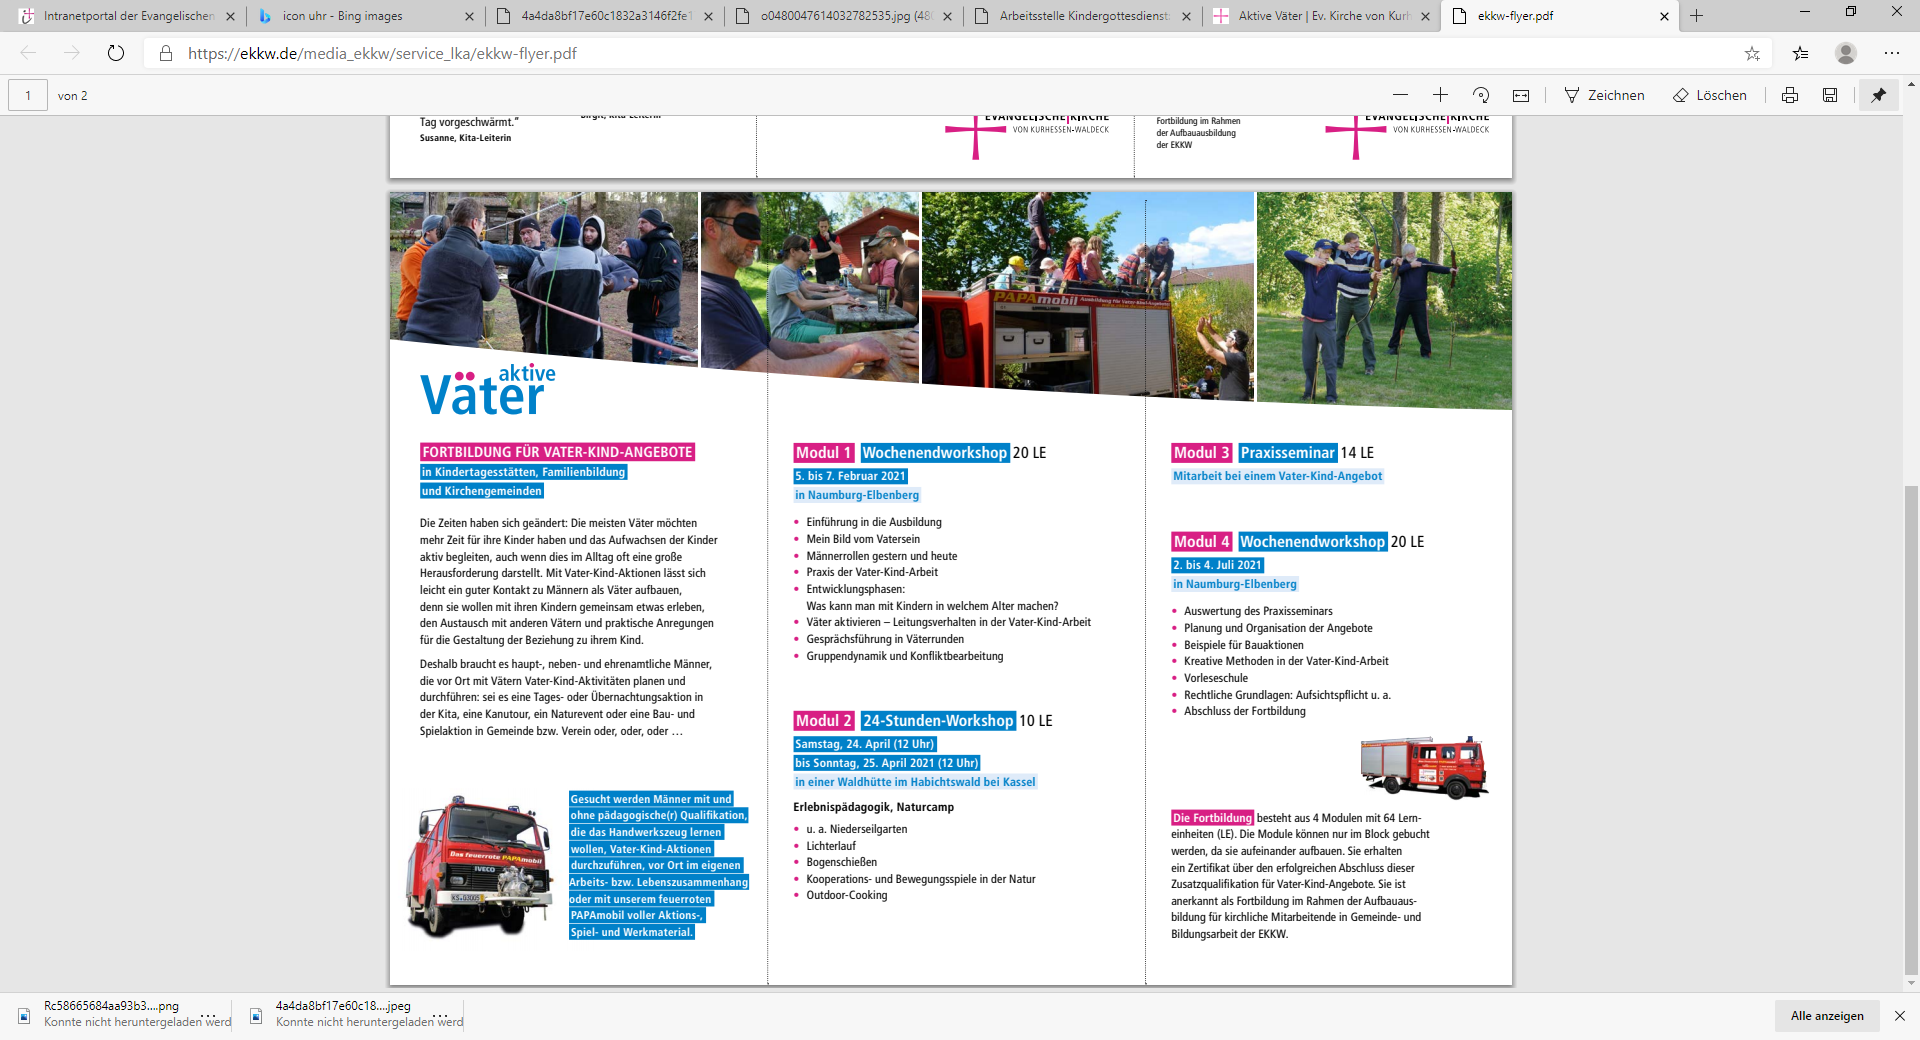 Intranetportal der Evangelischen
icon uhr - Bing images
4a4da8bf17e60c1832a3146f2fe1
o0480047614032782535.jpg (480
Arbeitsstelle Kindergottesdienst
Aktive Väter | Ev. Kirche von Kurh
ekkw-flyer.pdf
https://ekkw.de/media_ekkw/service_lka/ekkw-flyer.pdf
1
von 2
Zeichnen
Löschen
Tag vorgeschwärmt."
Susanne, Kita-Leiterin
Birgit, Kita-Leiterin
EVANGELISCHE KIRCHE
VON KURHESSEN-WALDECK
Fortbildung im Rahmen
der Aufbauausbildung
der EKKW
EVANGELISCHE KIRCHE
VON KURHESSEN-WALDECK
PAPAmobil Ausbildung für Vater-Kind-Angebote
aktive
Väter
FORTBILDUNG FÜR VATER-KIND-ANGEBOTE
in Kindertagesstätten, Familienbildung
und Kirchengemeinden
Die Zeiten haben sich geändert: Die meisten Väter möchten
mehr Zeit für ihre Kinder haben und das Aufwachsen der Kinder
aktiv begleiten, auch wenn dies im Alltag oft eine große
Herausforderung darstellt. Mit Vater-Kind-Aktionen lässt sich
leicht ein guter Kontakt zu Männern als Väter aufbauen,
denn sie wollen mit ihren Kindern gemeinsam etwas erleben,
den Austausch mit anderen Vätern und praktische Anregungen
für die Gestaltung der Beziehung zu ihrem Kind.
Deshalb braucht es haupt-, neben- und ehrenamtliche Männer,
die vor Ort mit Vätern Vater-Kind-Aktivitäten planen und
durchführen: sei es eine Tages- oder Übernachtungsaktion in
der Kita, eine Kanutour, ein Naturevent oder eine Bau- und
Spielaktion in Gemeinde bzw. Verein oder, oder, oder …
Das feuerrote PAPAmobil
IVECO
Gesucht werden Männer mit und
ohne pädagogische(r) Qualifikation,
die das Handwerkszeug lernen
wollen, Vater-Kind-Aktionen
durchzuführen, vor Ort im eigenen
Arbeits- bzw. Lebenszusammenhang
oder mit unserem feuerroten
PAPAmobil voller Aktions-,
Spiel- und Werkmaterial.
Modul 1 Wochenendworkshop 20 LE
5. bis 7. Februar 2021
in Naumburg-Elbenberg
• Einführung in die Ausbildung
• Mein Bild vom Vatersein
• Männerrollen gestern und heute
• Praxis der Vater-Kind-Arbeit
• Entwicklungsphasen:
Was kann man mit Kindern in welchem Alter machen?
• Väter aktivieren – Leitungsverhalten in der Vater-Kind-Arbeit
• Gesprächsführung in Väterrunden
• Gruppendynamik und Konfliktbearbeitung
Modul 2 24-Stunden-Workshop 10 LE
Samstag, 24. April (12 Uhr)
bis Sonntag, 25. April 2021 (12 Uhr)
in einer Waldhütte im Habichtswald bei Kassel
Erlebnispädagogik, Naturcamp
• u. a. Niederseilgarten
• Lichterlauf
• Bogenschießen
• Kooperations- und Bewegungsspiele in der Natur
• Outdoor-Cooking
Modul 3 Praxisseminar 14 LE
Mitarbeit bei einem Vater-Kind-Angebot
Modul 4 Wochenendworkshop 20 LE
2. bis 4. Juli 2021
in Naumburg-Elbenberg
• Auswertung des Praxisseminars
• Planung und Organisation der Angebote
• Beispiele für Bauaktionen
• Kreative Methoden in der Vater-Kind-Arbeit
• Vorleseschule
• Rechtliche Grundlagen: Aufsichtspflicht u. a.
• Abschluss der Fortbildung
Die Fortbildung besteht aus 4 Modulen mit 64 Lern-
einheiten (LE). Die Module können nur im Block gebucht
werden, da sie aufeinander aufbauen. Sie erhalten
ein Zertifikat über den erfolgreichen Abschluss dieser
Zusatzqualifikation für Vater-Kind-Angebote. Sie ist
anerkannt als Fortbildung im Rahmen der Aufbauaus-
bildung für kirchliche Mitarbeitende in Gemeinde- und
Bildungsarbeit der EKKW.
Rc58665684aa93b3....png
Konnte nicht heruntergeladen werd
4a4da8bf17e60c18....jpeg
Konnte nicht heruntergeladen werd
Alle anzeigen